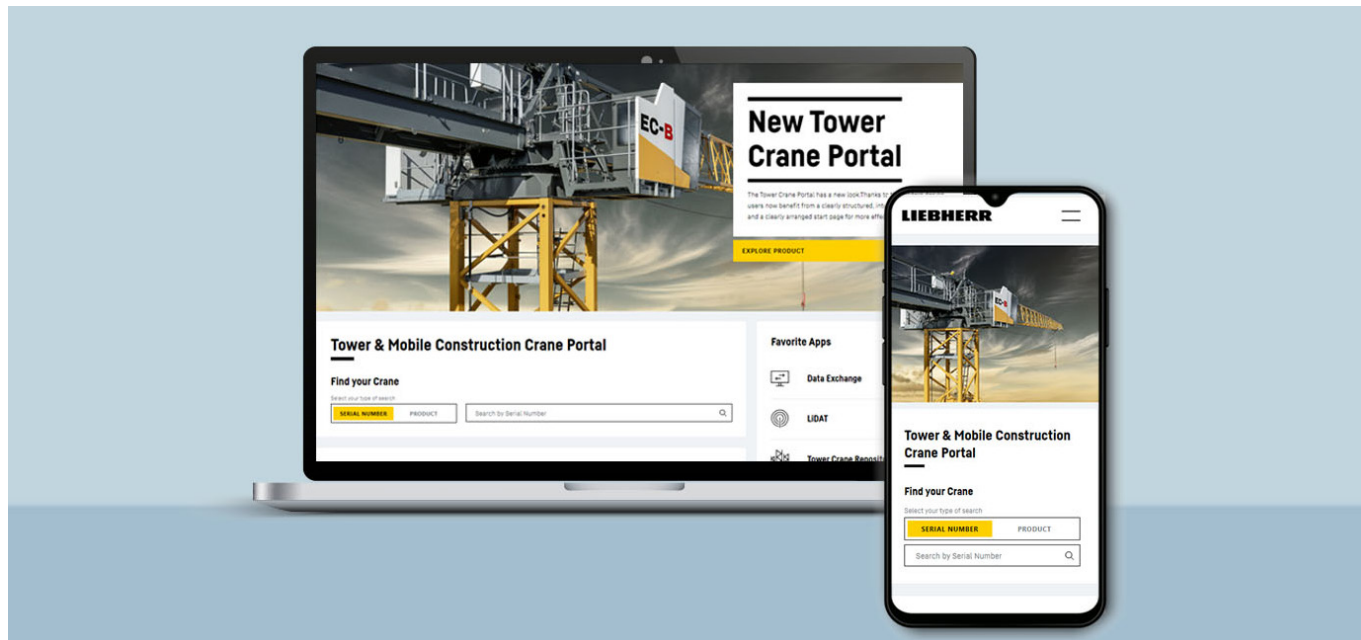 EC-B
New Tower
Crane Portal
The Tower Crane Portal has a new look.Thanks to
users now benefit from a clearly structured,
and a clearly arranged start page for more
EXPLORE PRODUCT
Tower & Mobile Construction Crane Portal
Find your Crane
Select your type of search
SERIAL NUMBER PRODUCT Search by Serial Number
Favorite Apps
Data Exchange
LiDAT
Tower Crane
LIEBHERR
EC-B
Tower & Mobile Construction
Crane Portal
Find your Crane
Select your type of search
SERIAL NUMBER PRODUCT
Search by Serial Number